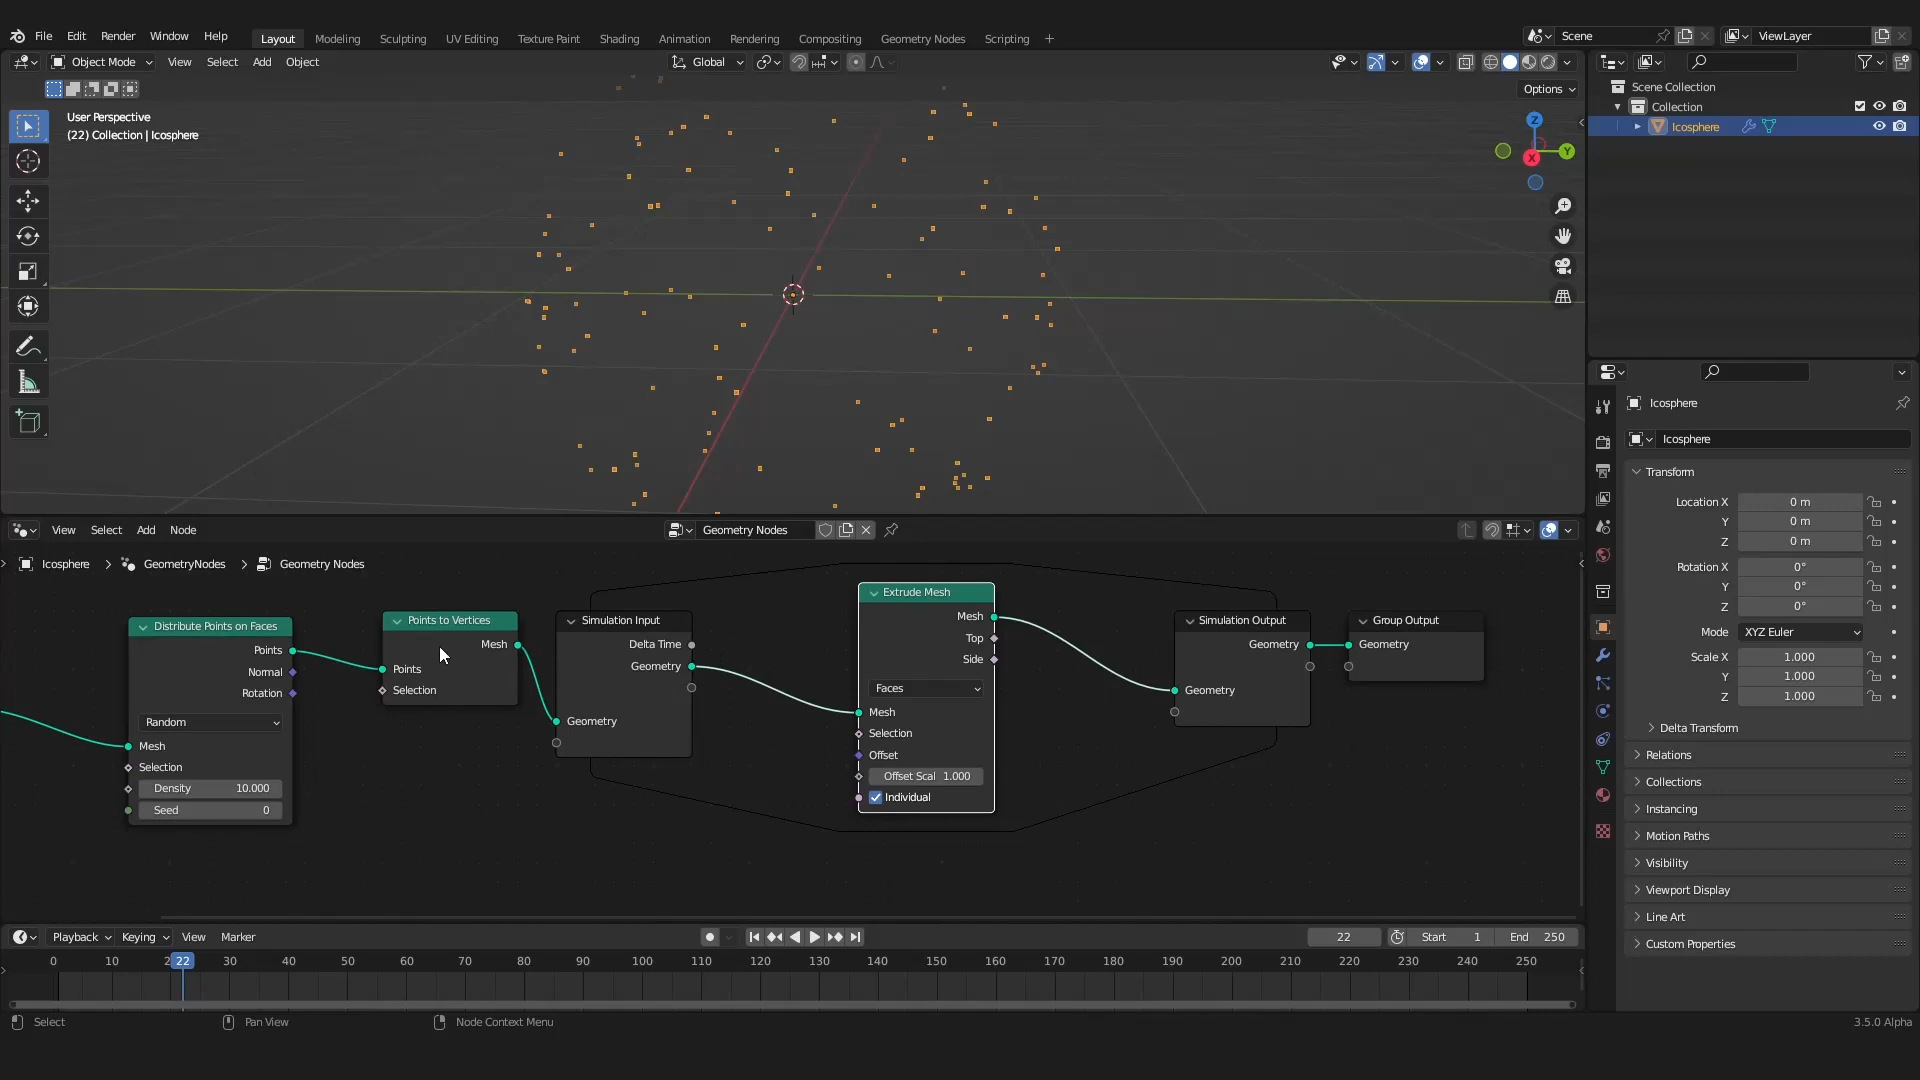 File Edit Render Window Help Layout Modeling Sculpting UV Editing Texture Paint Shading Animation Rendering Compositing Geometry Nodes Scripting + Scene ViewLayer
Object Mode View Select Add Object Global
Options
User Perspective
(22) Collection | Icosphere
Z
Y
X
Scene Collection
Collection
Icosphere
Icosphere
Icosphere
Transform
Location X 0 m
Y 0 m
Z 0 m
Rotation X 0°
Y 0°
Z 0°
Mode XYZ Euler
Scale X 1.000
Y 1.000
Z 1.000
Delta Transform
Relations
Collections
Instancing
Motion Paths
Visibility
Viewport Display
Line Art
Custom Properties
View Select Add Node Geometry Nodes
Icosphere > GeometryNodes > Geometry Nodes
Distribute Points on Faces
Points
Normal
Rotation
Random
Mesh
Selection
Density 10.000
Seed 0
Points to Vertices
Mesh
Points
Selection
Simulation Input
Delta Time
Geometry
Geometry
Extrude Mesh
Mesh
Top
Side
Faces
Mesh
Selection
Offset
Offset Scal 1.000
Individual
Simulation Output
Geometry
Geometry
Group Output
Geometry
Playback Keying View Marker 22 Start 1 End 250
0 10 2 22 30 40 50 60 70 80 90 100 110 120 130 140 150 160 170 180 190 200 210 220 230 240 250
Select Pan View Node Context Menu 3.5.0 Alpha